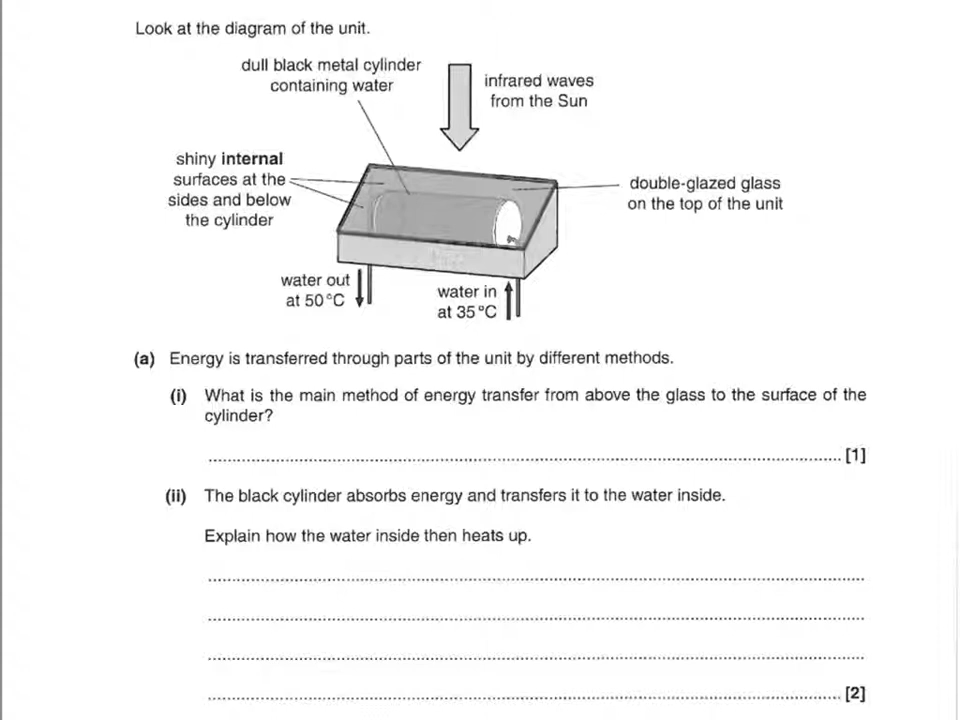 Look at the diagram of the unit.
dull black metal cylinder
containing water
infrared waves
from the Sun
shiny internal
surfaces at the
sides and below
the cylinder
double-glazed glass
on the top of the unit
water out
at 50°C
water in
at 35°C
(a) Energy is transferred through parts of the unit by different methods.
(i) What is the main method of energy transfer from above the glass to the surface of the
cylinder?
[1]
(ii) The black cylinder absorbs energy and transfers it to the water inside.
Explain how the water inside then heats up.
[2]